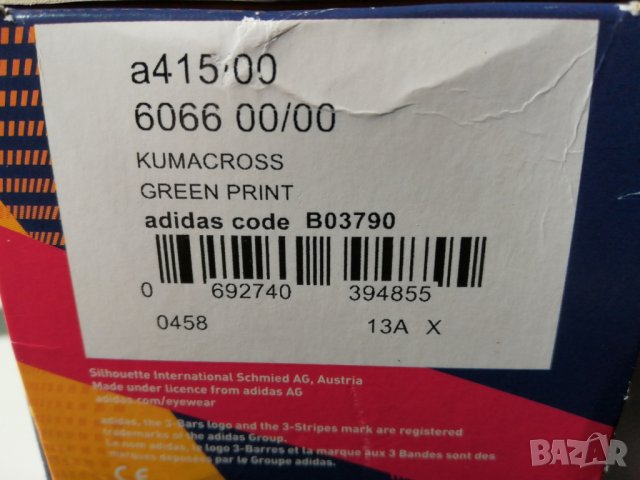 a415/00
6066 00/00
KUMACROSS
GREEN PRINT
adidas code B03790
0 692740 394855
0458 13A X
Silhouette International Schmied AG, Austria
Made under licence from adidas AG
adidas.com/eyewear
adidas, the 3-Bars logo and the 3-Stripes mark are registered
trademarks of the adidas Group.
Le nom adidas, le logo 3-Barres et la marque aux 3 Bandes sont des
marques déposées par le Groupe adidas.
CE
BAZAR